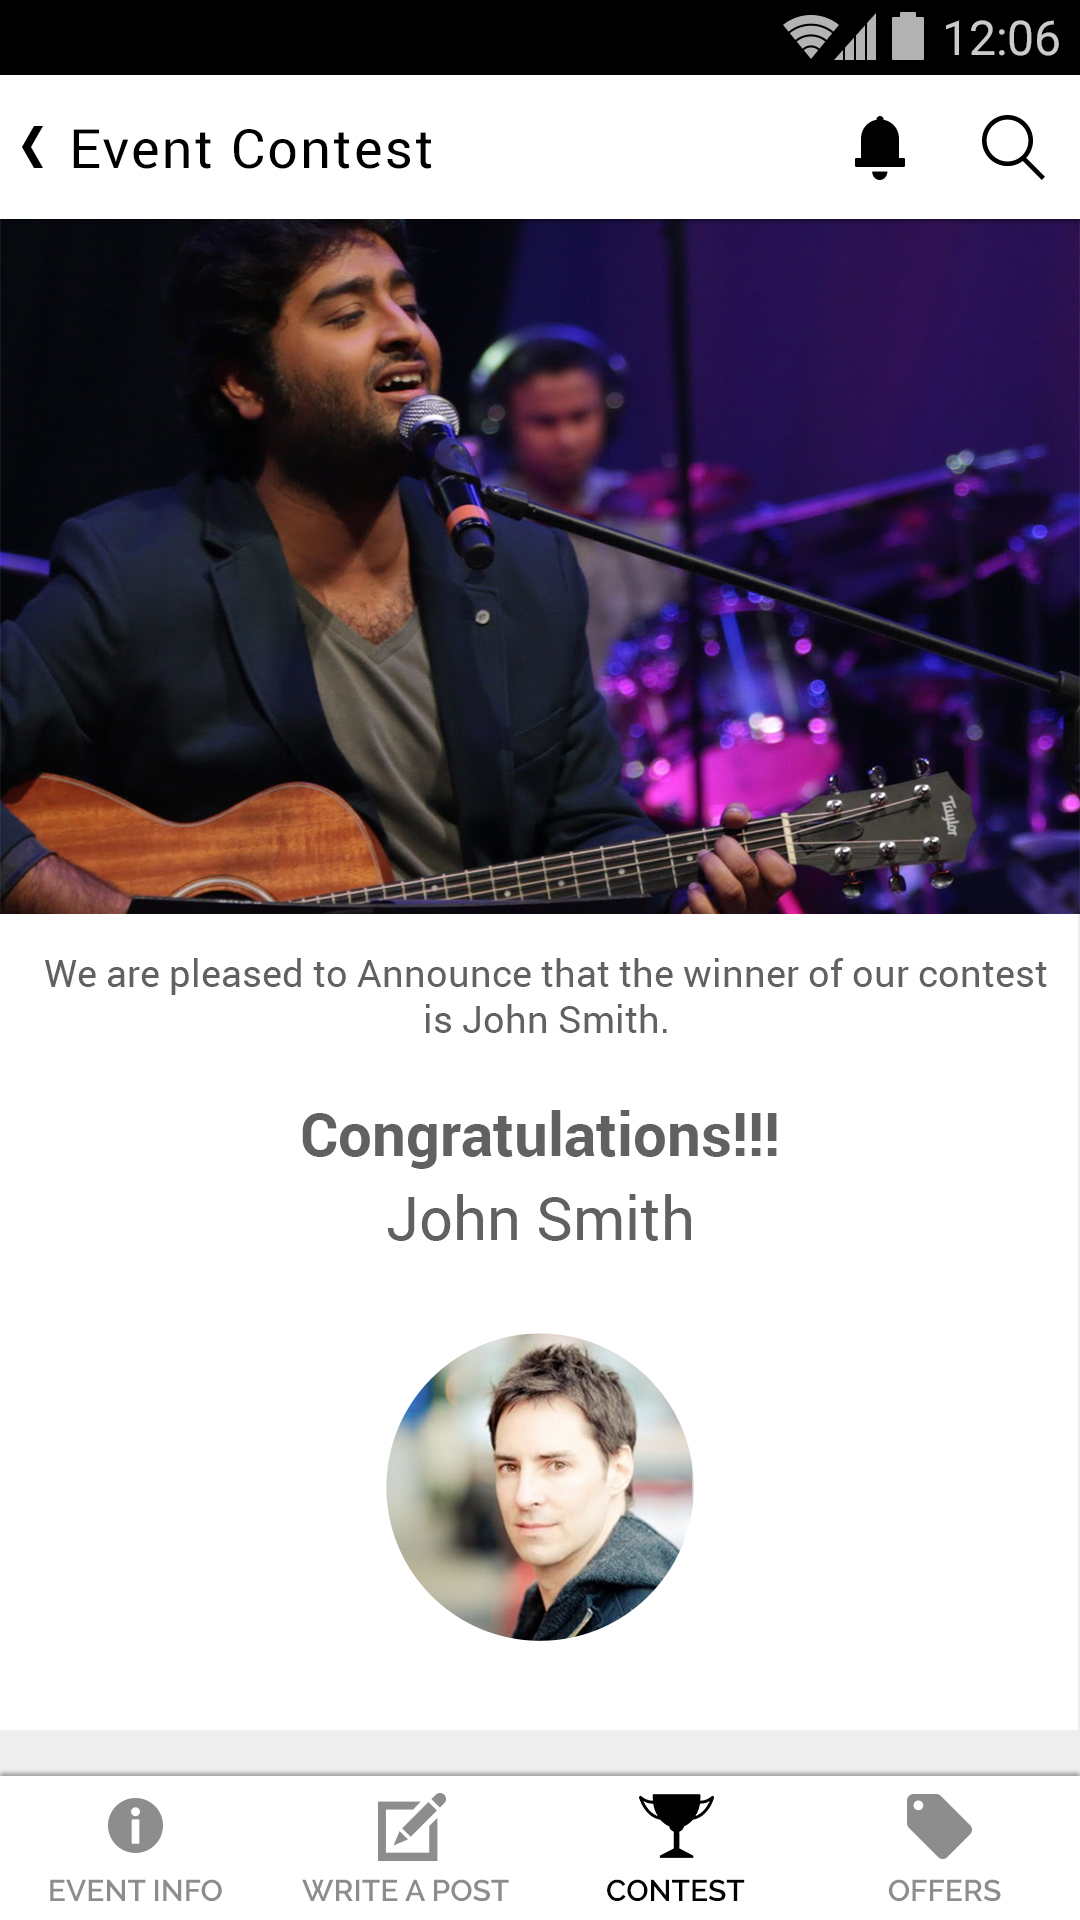 12:06
Event Contest
Taylor
We are pleased to Announce that the winner of our contest
is John Smith.
Congratulations!!!
John Smith
EVENT INFO
WRITE A POST
CONTEST
OFFERS